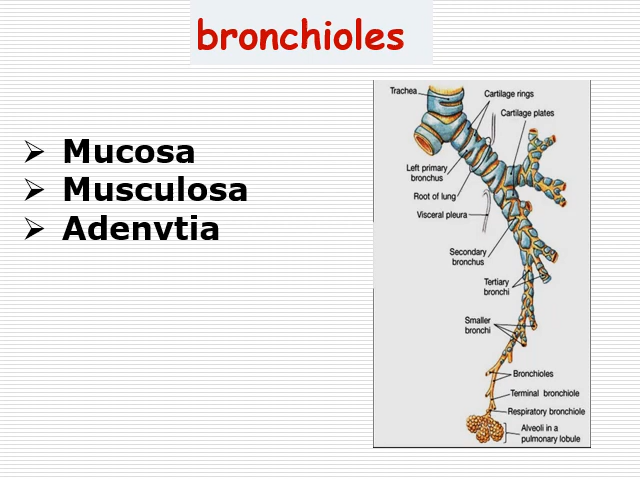 bronchioles
Mucosa
Musculosa
Adenvtia
Trachea
Cartilage rings
Cartilage plates
Left primary
bronchus
Root of lung
Visceral pleura
Secondary
bronchus
Tertiary
bronchi
Smaller
bronchi
Bronchioles
Terminal bronchiole
Respiratory bronchiole
Alveoli in a
pulmonary lobule